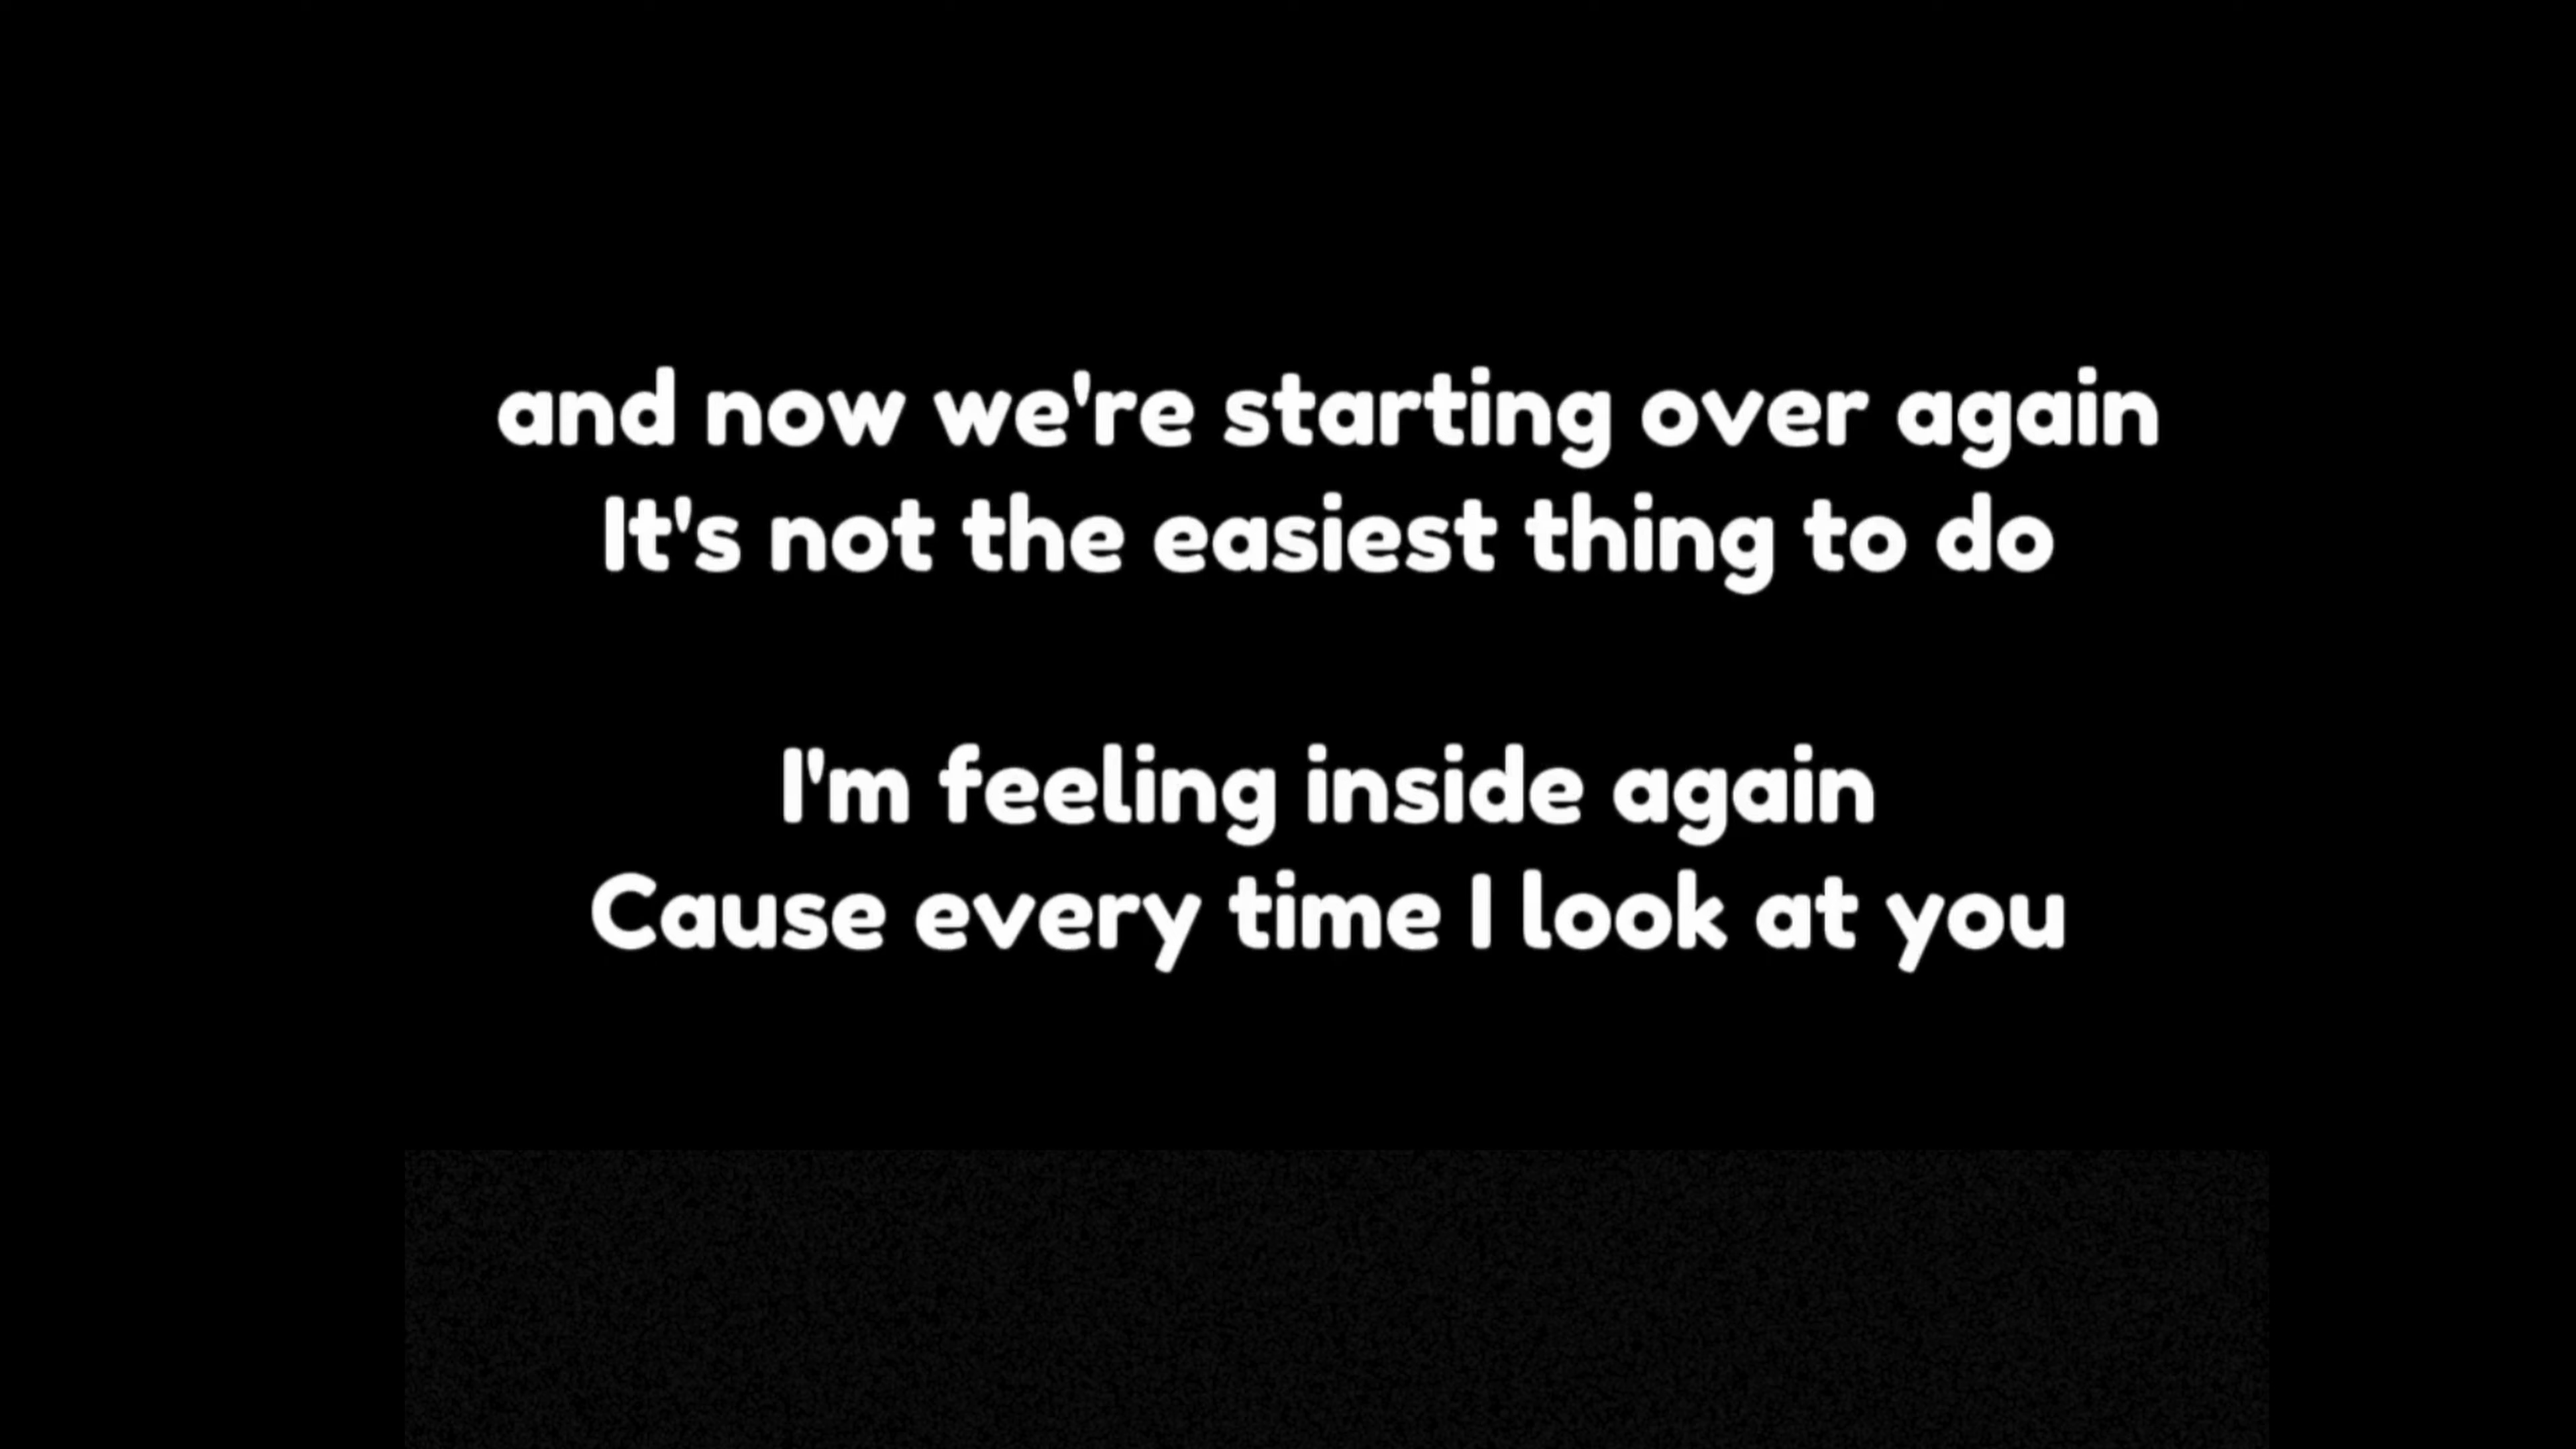 and now we're starting over again
It's not the easiest thing to do
I'm feeling inside again
Cause every time I look at you